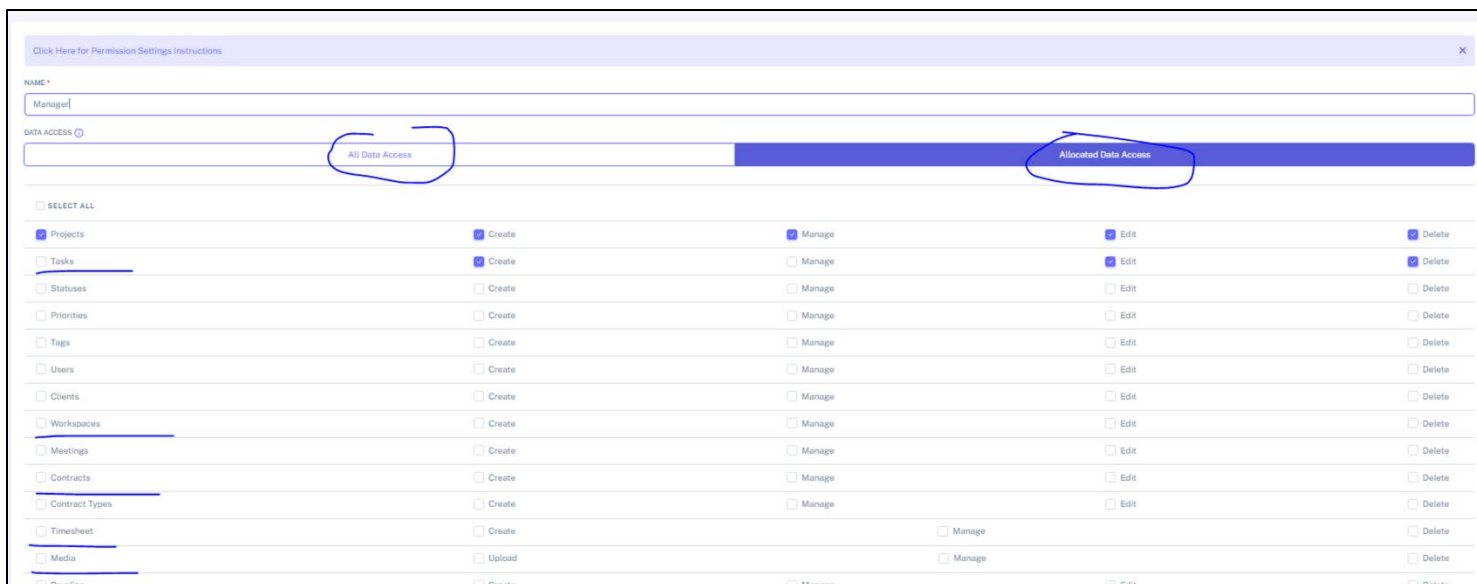 Click Here for Permission Settings Instructions ×
NAME *
Manager
DATA ACCESS
All Data Access Allocated Data Access
SELECT ALL
Projects Create Manage Edit Delete
Tasks Create Manage Edit Delete
Statuses Create Manage Edit Delete
Priorities Create Manage Edit Delete
Tags Create Manage Edit Delete
Users Create Manage Edit Delete
Clients Create Manage Edit Delete
Workspaces Create Manage Edit Delete
Meetings Create Manage Edit Delete
Contracts Create Manage Edit Delete
Contract Types Create Manage Edit Delete
Timesheet Create Manage Delete
Media Upload Manage Delete